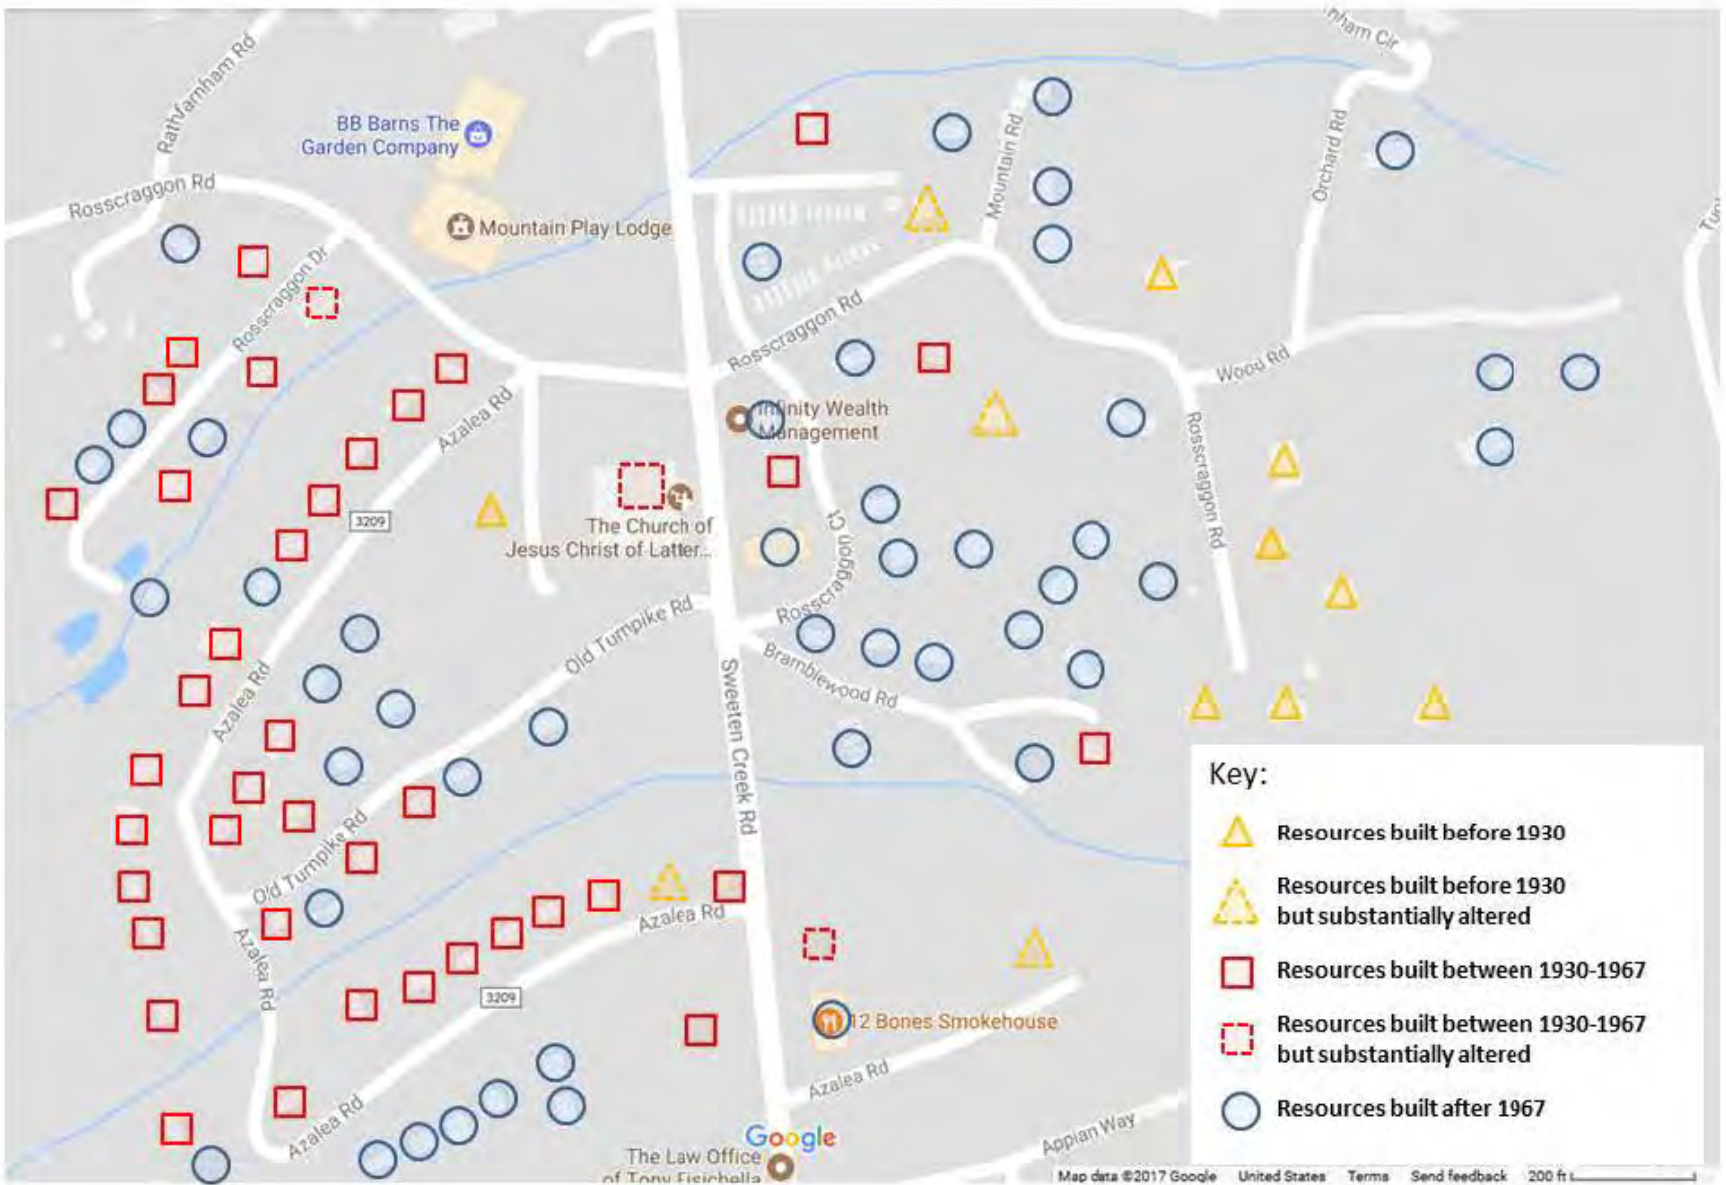 nham Cir
Rathfarnham Rd
BB Barns The
Garden Company
Mountain Rd
Orchard Rd
Rosscraggon Rd
Mountain Play Lodge
Rosscraggon Dr
Rosscraggon Rd
Wood Rd
Azalea Rd
Infinity Wealth
Management
Rosscraggon Rd
3209
The Church of
Jesus Christ of Latter...
Rosscraggon Ct
Old Turnpike Rd
Azalea Rd
Bramblewood Rd
Sweeten Creek Rd
Old Turnpike Rd
Azalea Rd
Azalea Rd
3209
12 Bones Smokehouse
Azalea Rd
Azalea Rd
Appian Way
Google
The Law Office
of Tony Fisichella
Key:
Resources built before 1930
Resources built before 1930
but substantially altered
Resources built between 1930-1967
Resources built between 1930-1967
but substantially altered
Resources built after 1967
Map data ©2017 Google United States Terms Send feedback 200 ft